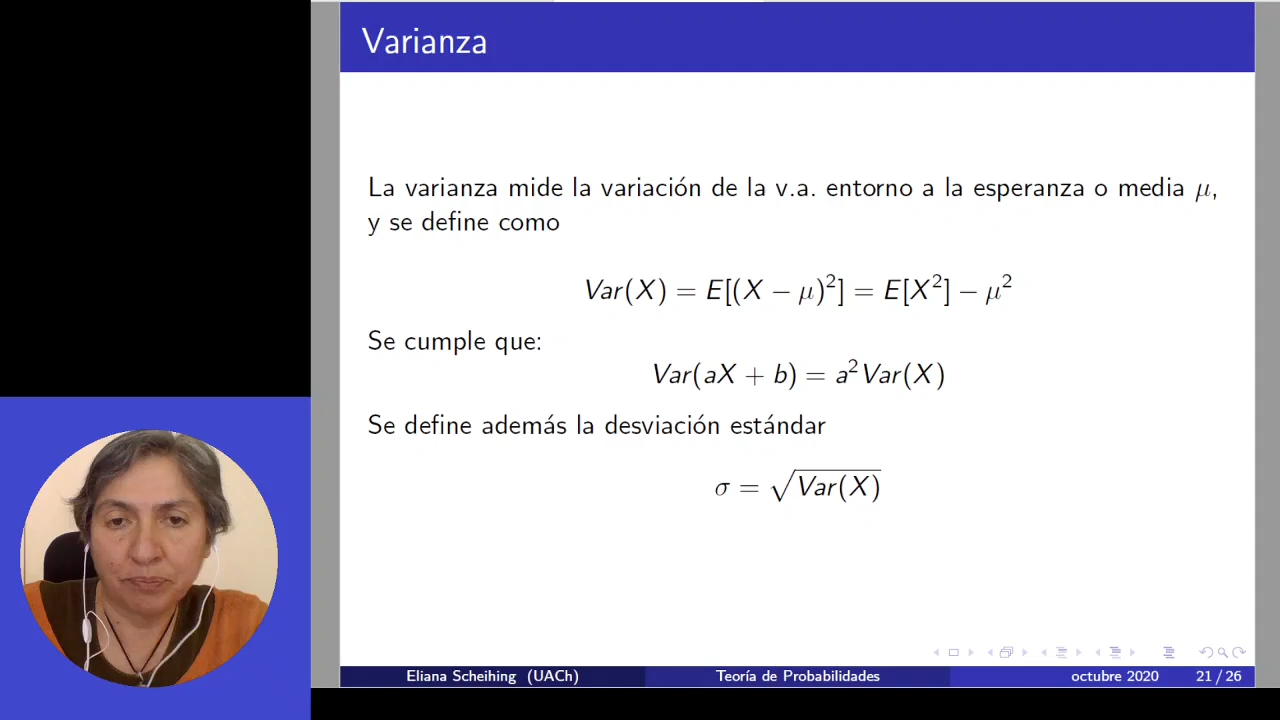 Varianza
La varianza mide la variación de la v.a. entorno a la esperanza o media μ,
y se define como
Var(X) = E[(X − μ)²] = E[X²] − μ²
Se cumple que:
Var(aX + b) = a²Var(X)
Se define además la desviación estándar
σ = √Var(X)
Eliana Scheihing (UACh) Teoría de Probabilidades octubre 2020 21 / 26